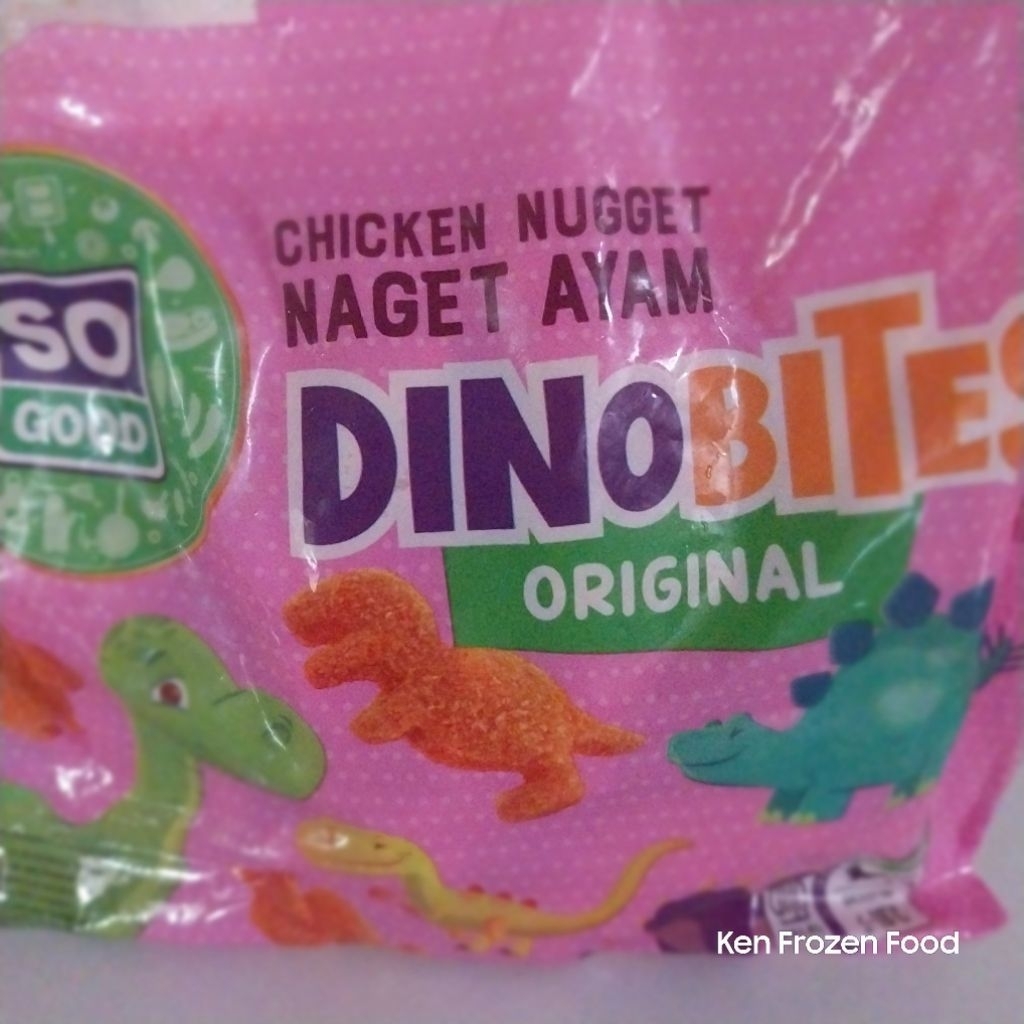 CHICKEN NUGGET
NAGET AYAM
SO
GOOD
DINOBITES
ORIGINAL
Ken Frozen Food